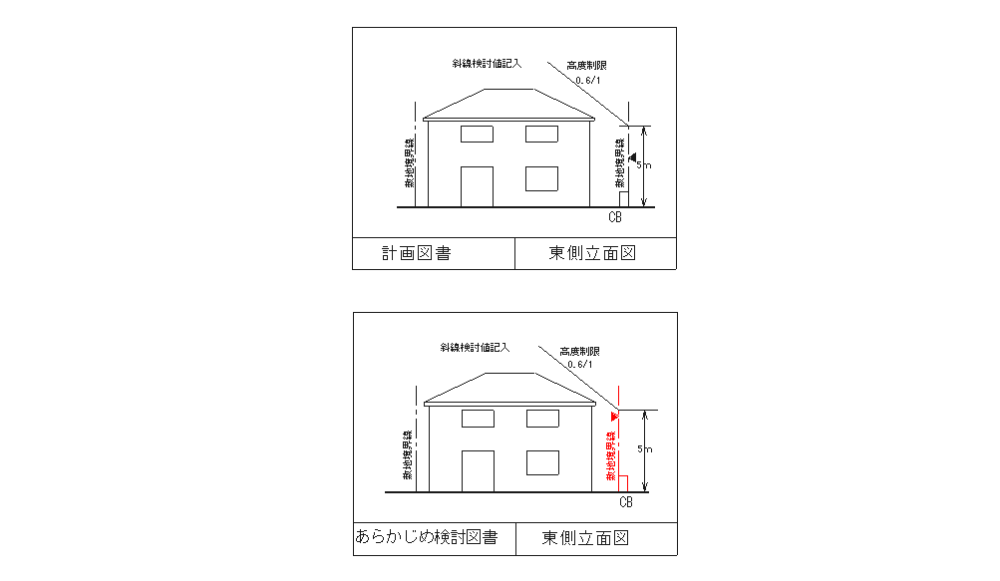 斜線検討値記入
高度制限
0.6/1
敷地境界線
敷地境界線
5m
CB
計画図書
東側立面図
斜線検討値記入
高度制限
0.6/1
敷地境界線
敷地境界線
5m
CB
あらかじめ検討図書
東側立面図